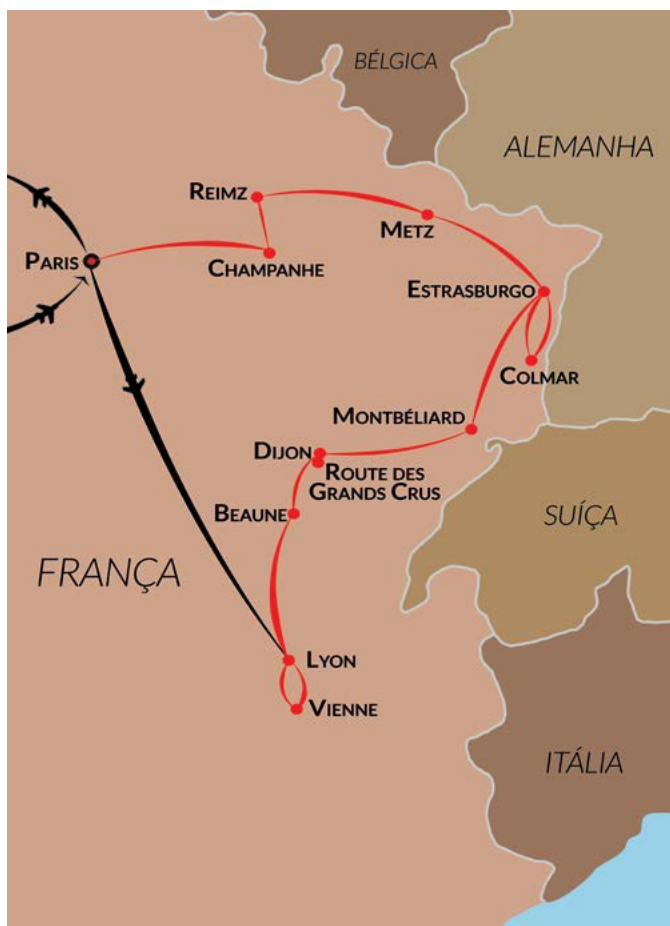 BÉLGICA
ALEMANHA
REIMZ
METZ
PARIS
CHAMPANHE
ESTRASBURGO
COLMAR
MONTBÉLIARD
DIJON
ROUTE DES
GRANDS CRUS
BEAUNE
SUÍÇA
FRANÇA
LYON
VIENNE
ITÁLIA